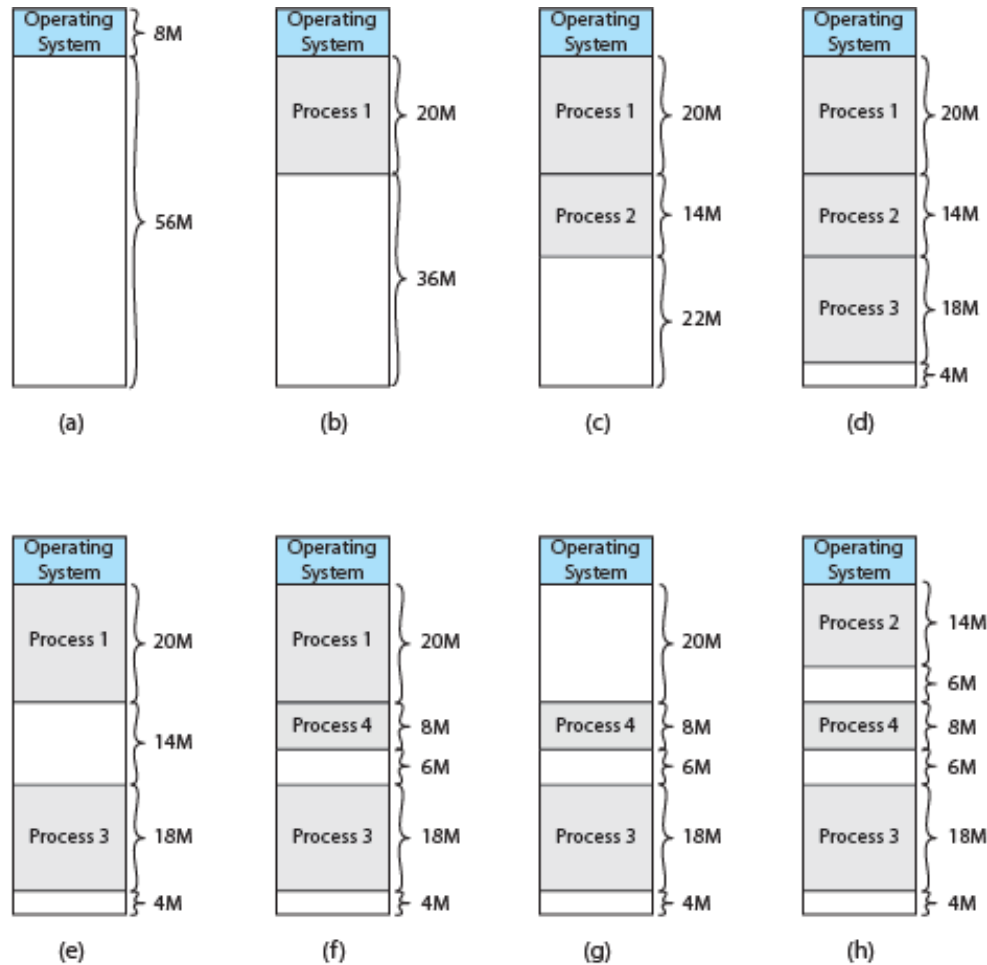 Operating
System
8M
56M
(a)
Operating
System
Process 1
20M
36M
(b)
Operating
System
Process 1
20M
Process 2
14M
22M
(c)
Operating
System
Process 1
20M
Process 2
14M
Process 3
18M
4M
(d)
Operating
System
Process 1
20M
14M
Process 3
18M
4M
(e)
Operating
System
Process 1
20M
Process 4
8M
6M
Process 3
18M
4M
(f)
Operating
System
20M
Process 4
8M
6M
Process 3
18M
4M
(g)
Operating
System
Process 2
14M
6M
Process 4
8M
6M
Process 3
18M
4M
(h)